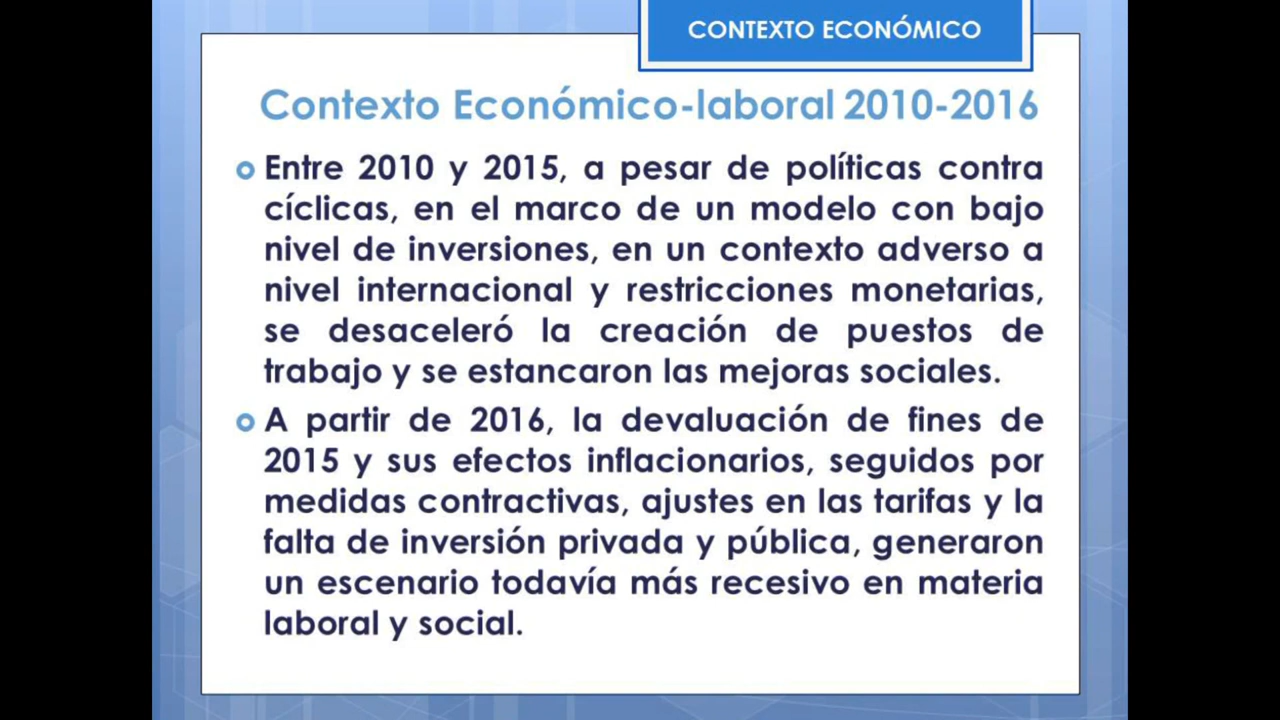 CONTEXTO ECONÓMICO
Contexto Económico-laboral 2010-2016
Entre 2010 y 2015, a pesar de políticas contra
cíclicas, en el marco de un modelo con bajo
nivel de inversiones, en un contexto adverso a
nivel internacional y restricciones monetarias,
se desaceleró la creación de puestos de
trabajo y se estancaron las mejoras sociales.
A partir de 2016, la devaluación de fines de
2015 y sus efectos inflacionarios, seguidos por
medidas contractivas, ajustes en las tarifas y la
falta de inversión privada y pública, generaron
un escenario todavía más recesivo en materia
laboral y social.